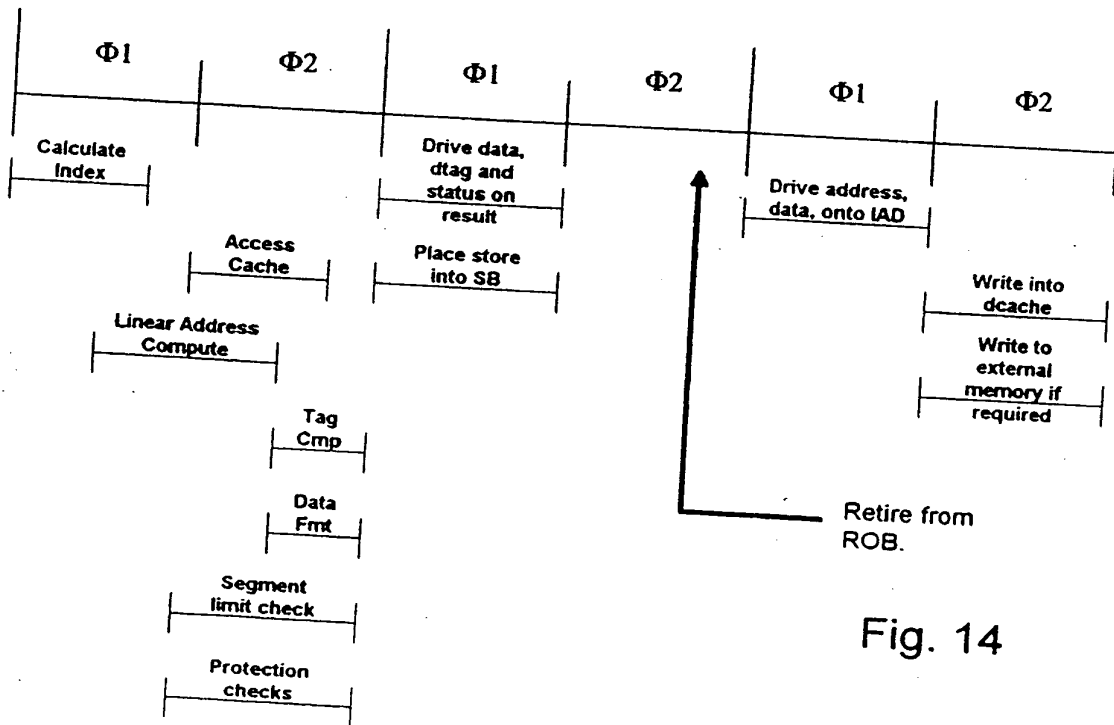 Φ1
Φ2
Φ1
Φ2
Φ1
Φ2
Calculate
Index
Drive data,
dtag and
status on
result
Drive address,
data, onto IAD
Access
Cache
Place store
into SB
Write into
dcache
Linear Address
Compute
Write to
external
memory if
required
Tag
Cmp
Data
Fmt
Retire from
ROB.
Segment
limit check
Protection
checks
Fig. 14